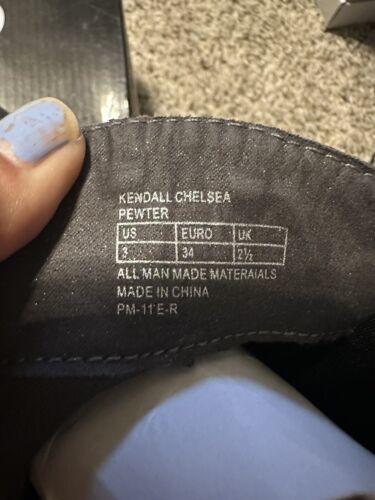 KENDALL CHELSEA
PEWTER
US EURO UK
3 34 2½
ALL MAN MADE MATERAIALS
MADE IN CHINA
PM-11'E-R